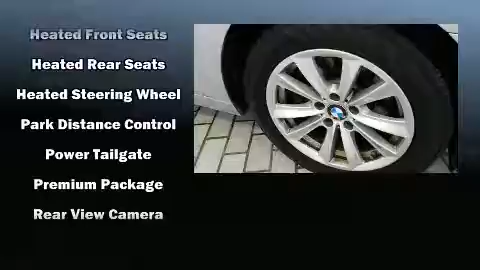 Heated Front Seats
Heated Rear Seats
Heated Steering Wheel
Park Distance Control
Power Tailgate
Premium Package
Rear View Camera